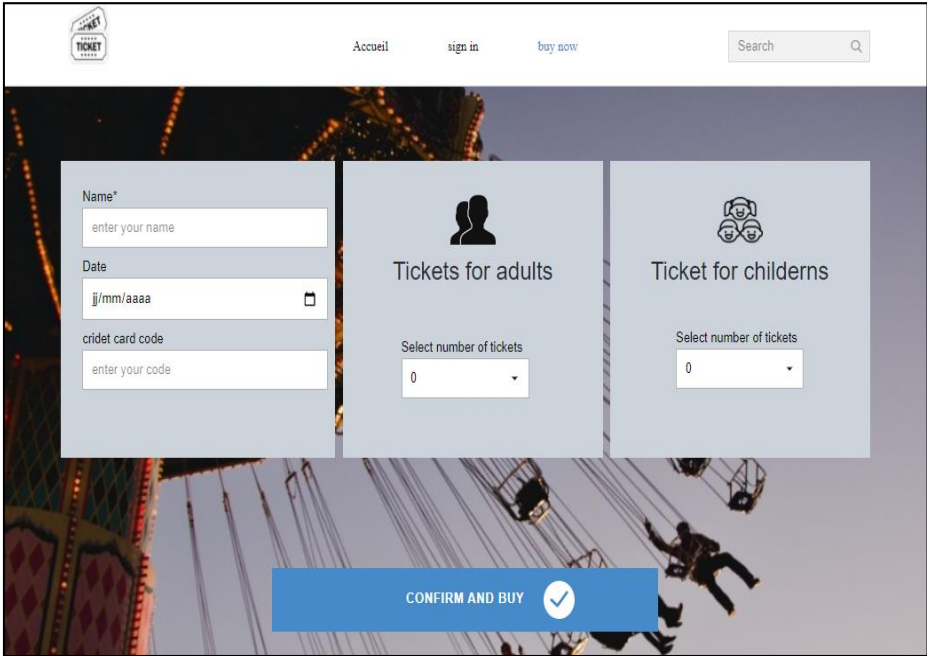 TICKET
TICKET
Accueil
sign in
buy now
Search
Name*
enter your name
Date
jj/mm/aaaa
cridet card code
enter your code
Tickets for adults
Select number of tickets
0
Ticket for childerns
Select number of tickets
0
CONFIRM AND BUY